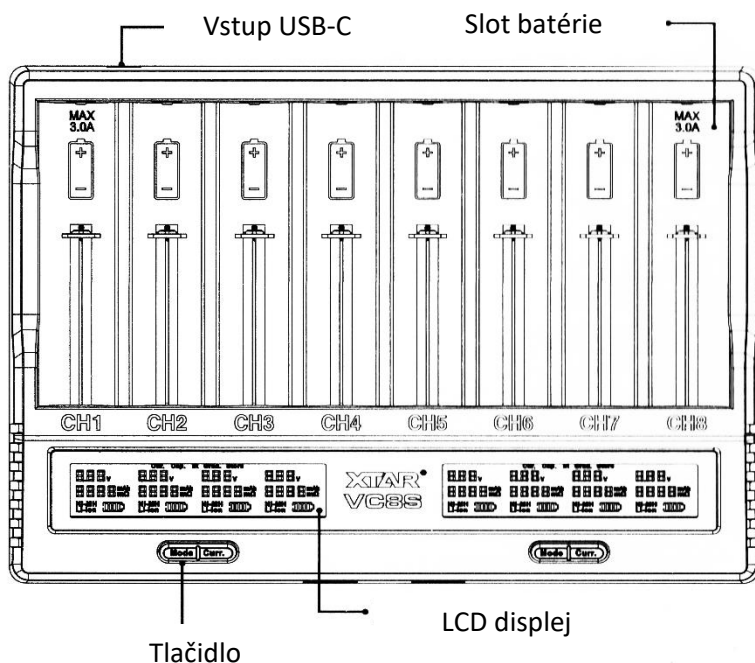 Vstup USB-C
Slot batérie
MAX
3.0A
MAX
3.0A
CH1 CH2 CH3 CH4 CH5 CH6 CH7 CH8
XTAR
VC8S
Mode Curr.
Mode Curr.
LCD displej
Tlačidlo